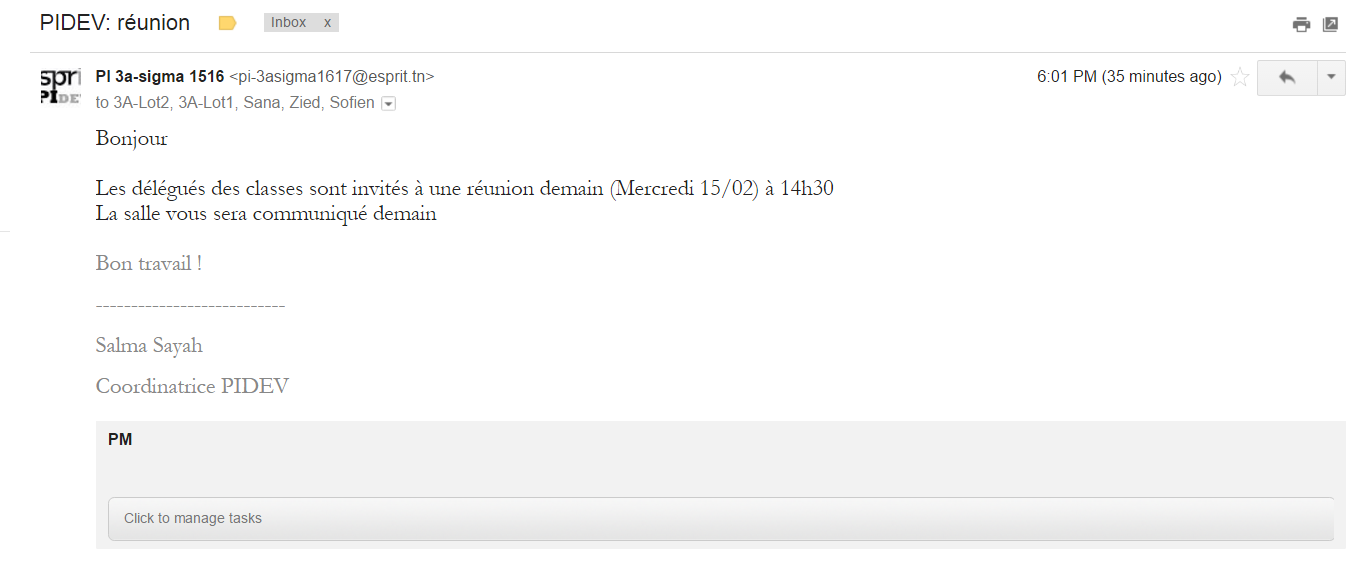 PIDEV: réunion
Inbox x
PI 3a-sigma 1516 <pi-3asigma1617@esprit.tn>
6:01 PM (35 minutes ago)
to 3A-Lot2, 3A-Lot1, Sana, Zied, Sofien
spri
PIDE
Bonjour
Les délégués des classes sont invités à une réunion demain (Mercredi 15/02) à 14h30
La salle vous sera communiqué demain
Bon travail !
---------------------------
Salma Sayah
Coordinatrice PIDEV
PM
Click to manage tasks